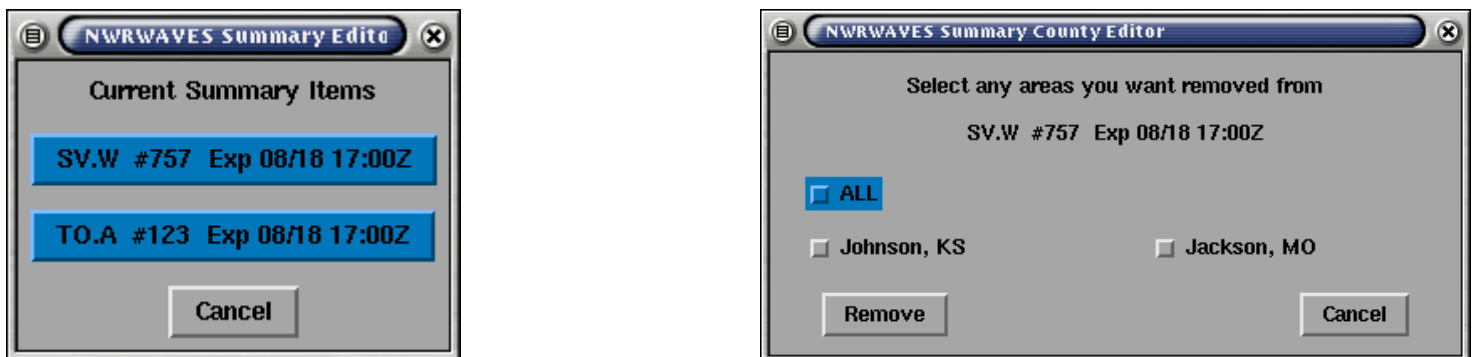 NWRWAVES Summary Edito
Current Summary Items
SV.W #757 Exp 08/18 17:00Z
TO.A #123 Exp 08/18 17:00Z
Cancel
NWRWAVES Summary County Editor
Select any areas you want removed from
SV.W #757 Exp 08/18 17:00Z
ALL
Johnson, KS Jackson, MO
Remove Cancel